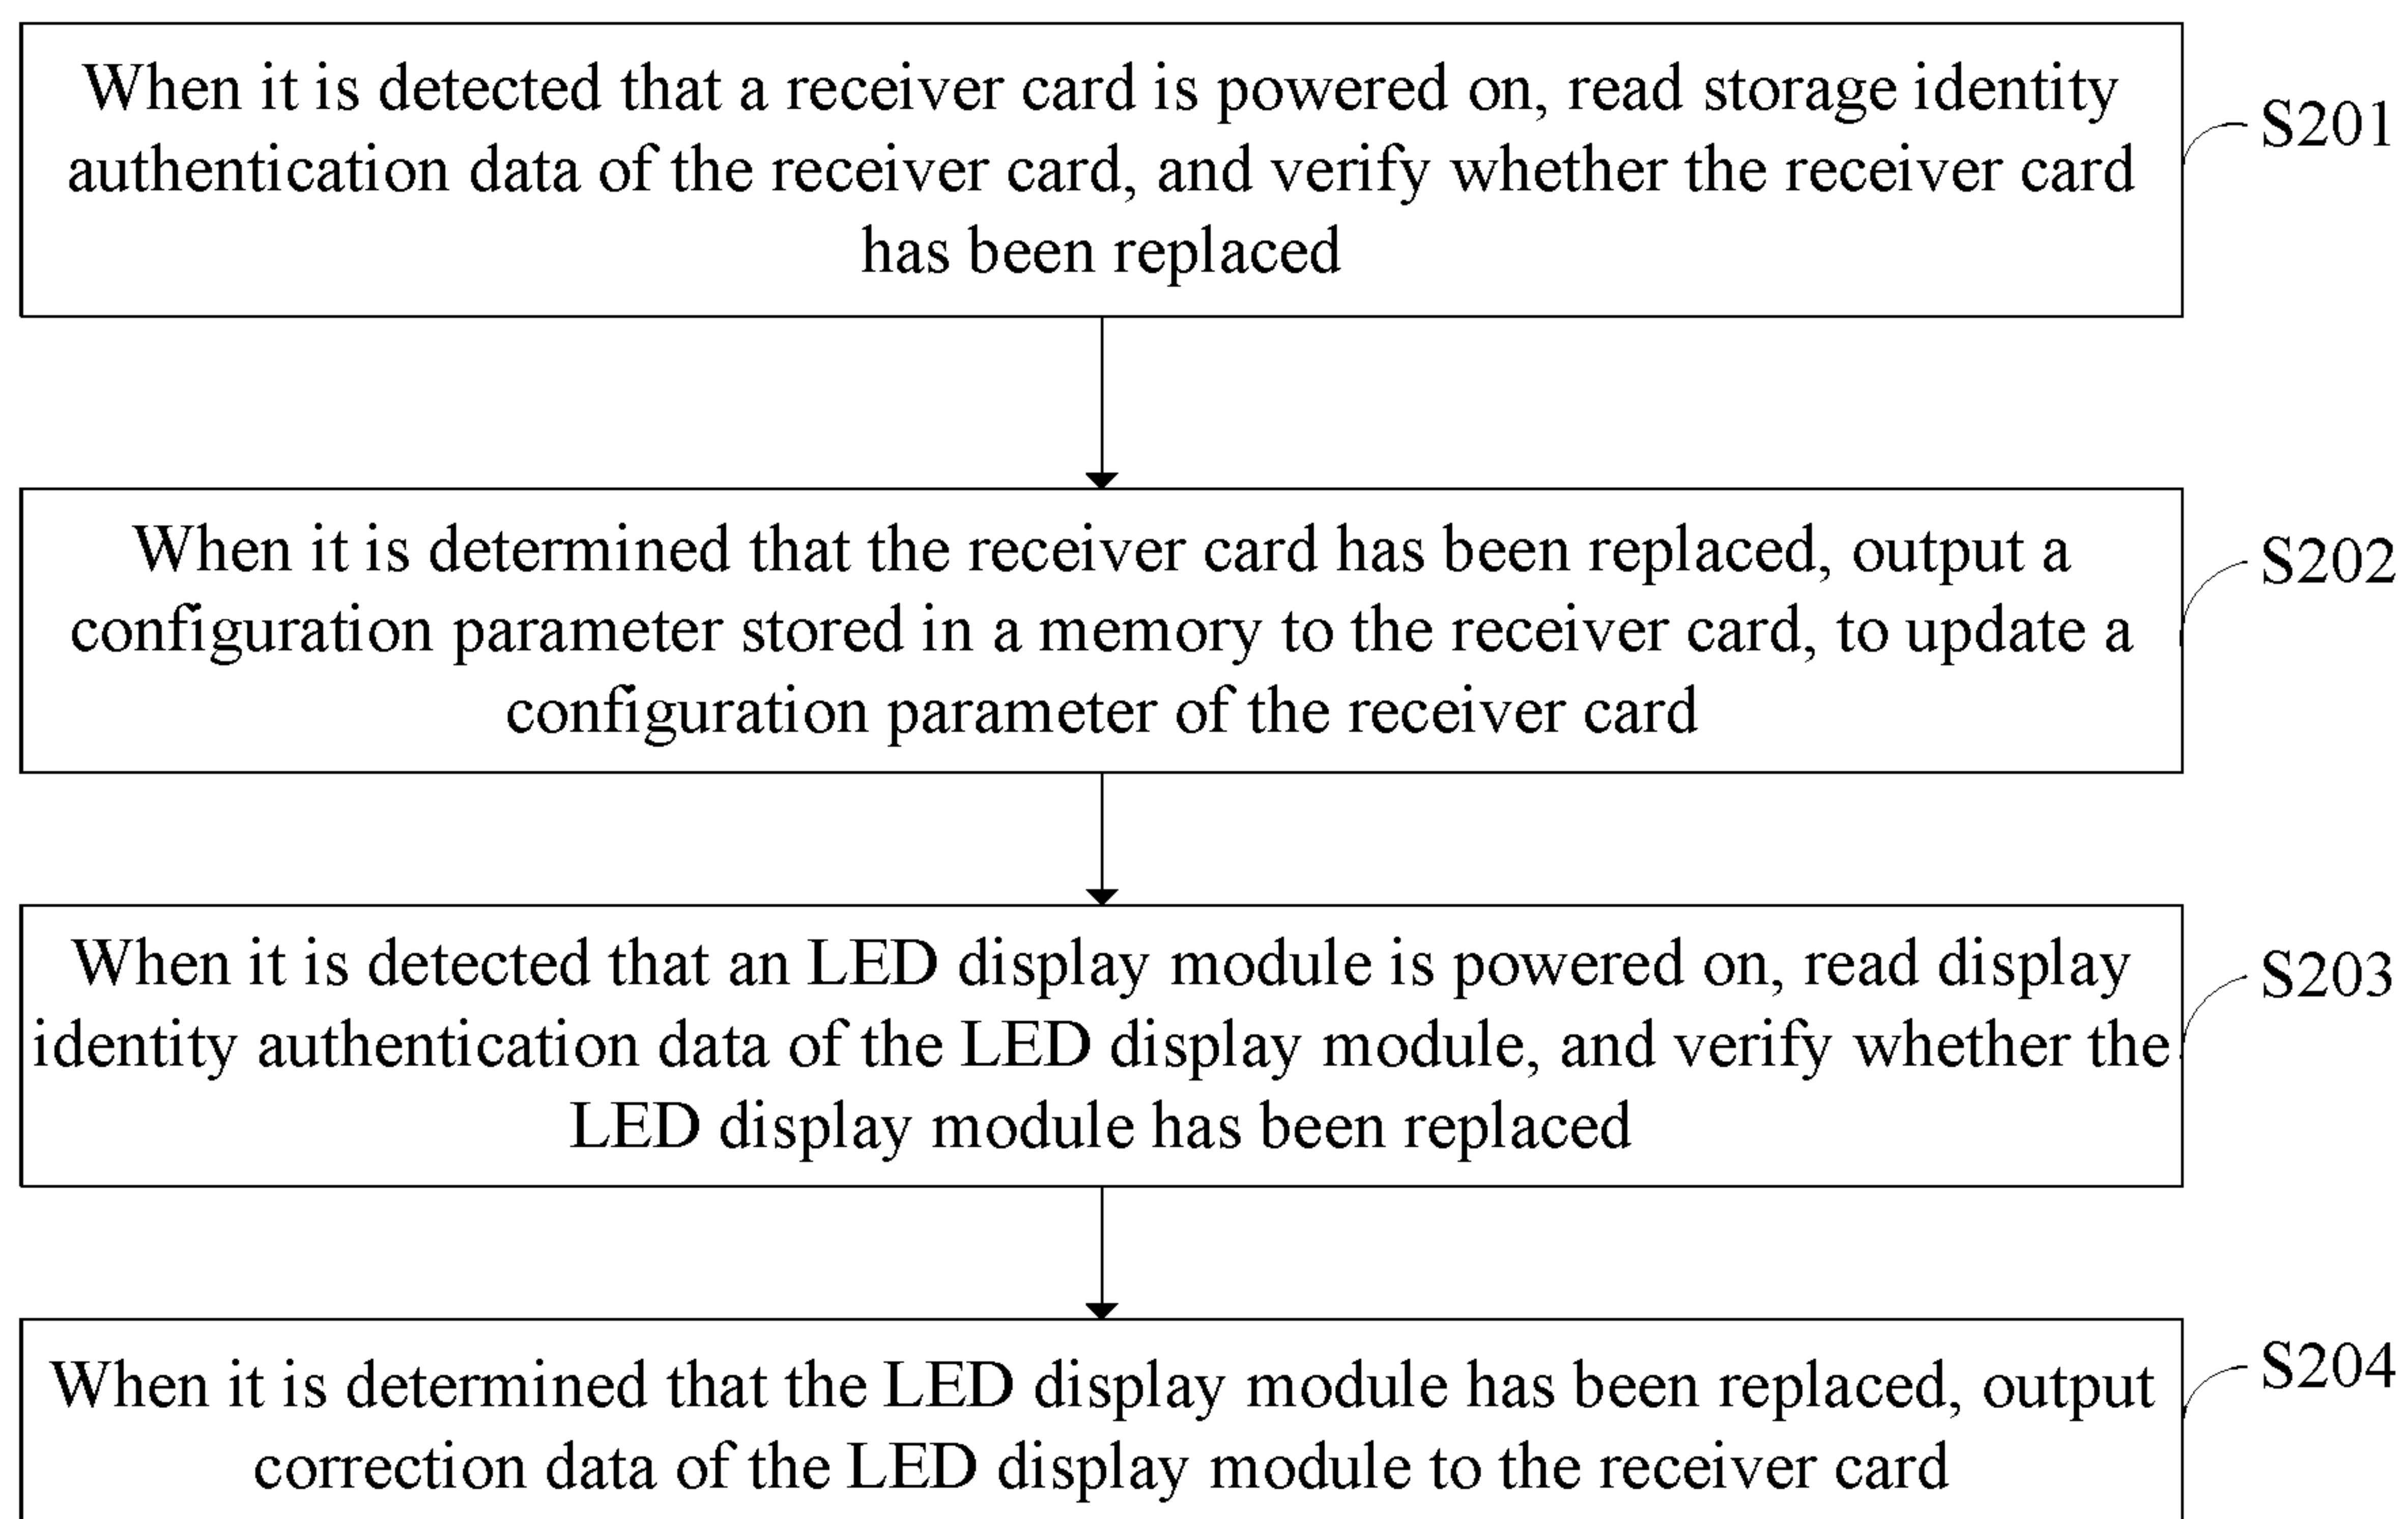 When it is detected that a receiver card is powered on, read storage identity
authentication data of the receiver card, and verify whether the receiver card
has been replaced
S201
When it is determined that the receiver card has been replaced, output a
configuration parameter stored in a memory to the receiver card, to update a
configuration parameter of the receiver card
S202
When it is detected that an LED display module is powered on, read display
identity authentication data of the LED display module, and verify whether the
LED display module has been replaced
S203
When it is determined that the LED display module has been replaced, output
correction data of the LED display module to the receiver card
S204